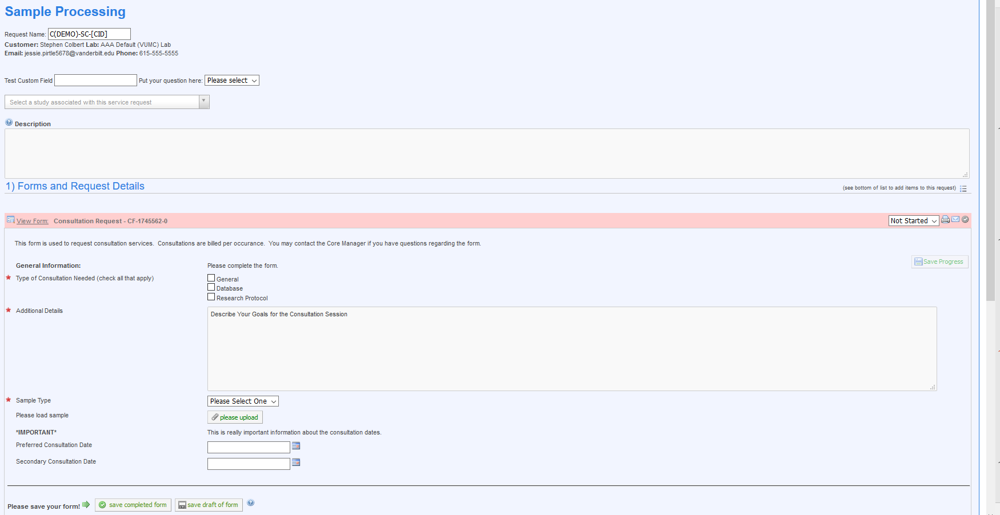 Sample Processing
Request Name: C(DEMO)-SC-[CID]
Customer: Stephen Colbert Lab: AAA Default (VUMC) Lab
Email: jessie.pirtle5678@vanderbilt.edu Phone: 615-555-5555
Test Custom Field Put your question here: Please select
Select a study associated with this service request
Description
1) Forms and Request Details
(see bottom of list to add items to this request)
View Form: Consultation Request - CF-1745562-0 Not Started
This form is used to request consultation services. Consultations are billed per occurance. You may contact the Core Manager if you have questions regarding the form.
General Information: Please complete the form. Save Progress
Type of Consultation Needed (check all that apply) General
Database
Research Protocol
Additional Details Describe Your Goals for the Consultation Session
Sample Type Please Select One
Please load sample please upload
*IMPORTANT* This is really important information about the consultation dates.
Preferred Consultation Date
Secondary Consultation Date
Please save your form! save completed form save draft of form